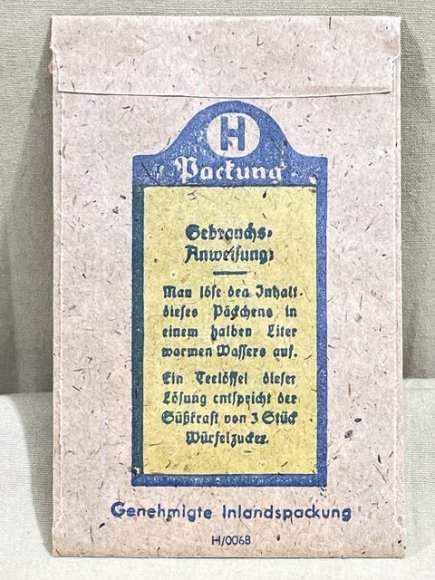 H
Packung
Gebrauchs-
Anweisung:
Man löse den Inhalt
dieses Päckchens in
einem halben Liter
warmen Wassers auf.
Ein Teelöffel dieser
Lösung entspricht der
Süßkraft von 3 Stück
Würfelzucker.
Genehmigte Inlandspackung
H/0068